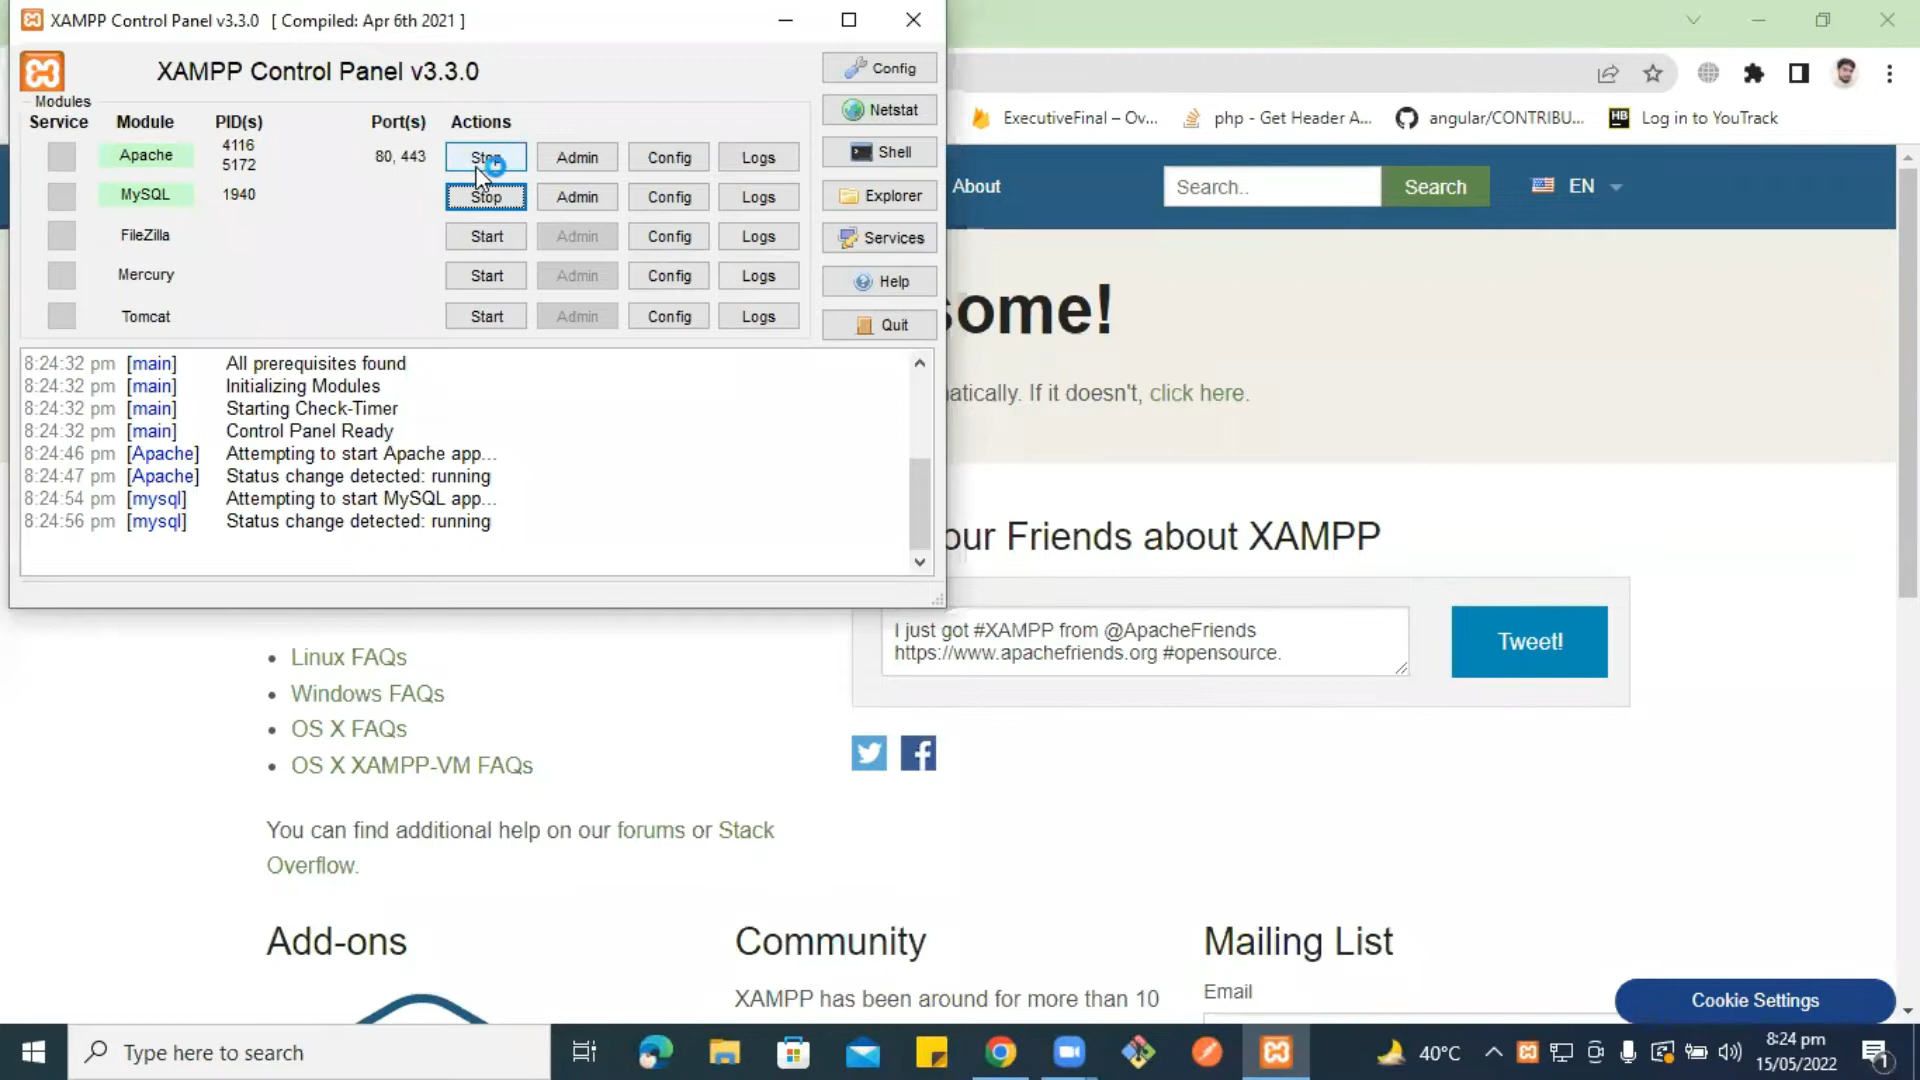 XAMPP Control Panel v3.3.0 [ Compiled: Apr 6th 2021 ]
XAMPP Control Panel v3.3.0
Config
Modules
Service Module PID(s) Port(s) Actions
Netstat
Apache 4116 5172 80, 443 Stop Admin Config Logs
Shell
MySQL 1940 Stop Admin Config Logs
Explorer
FileZilla Start Admin Config Logs
Services
Mercury Start Admin Config Logs
Help
Tomcat Start Admin Config Logs
Quit
8:24:32 pm [main] All prerequisites found
8:24:32 pm [main] Initializing Modules
8:24:32 pm [main] Starting Check-Timer
8:24:32 pm [main] Control Panel Ready
8:24:46 pm [Apache] Attempting to start Apache app...
8:24:47 pm [Apache] Status change detected: running
8:24:54 pm [mysql] Attempting to start MySQL app...
8:24:56 pm [mysql] Status change detected: running
ExecutiveFinal – Ov... php - Get Header A... angular/CONTRIBU... HB Log in to YouTrack
About Search.. Search EN
some!
atically. If it doesn't, click here.
our Friends about XAMPP
I just got #XAMPP from @ApacheFriends
https://www.apachefriends.org #opensource.
Tweet!
Linux FAQs
Windows FAQs
OS X FAQs
OS X XAMPP-VM FAQs
You can find additional help on our forums or Stack
Overflow.
Add-ons
Community
XAMPP has been around for more than 10
Mailing List
Email
Cookie Settings
Type here to search
40°C
8:24 pm
15/05/2022
1